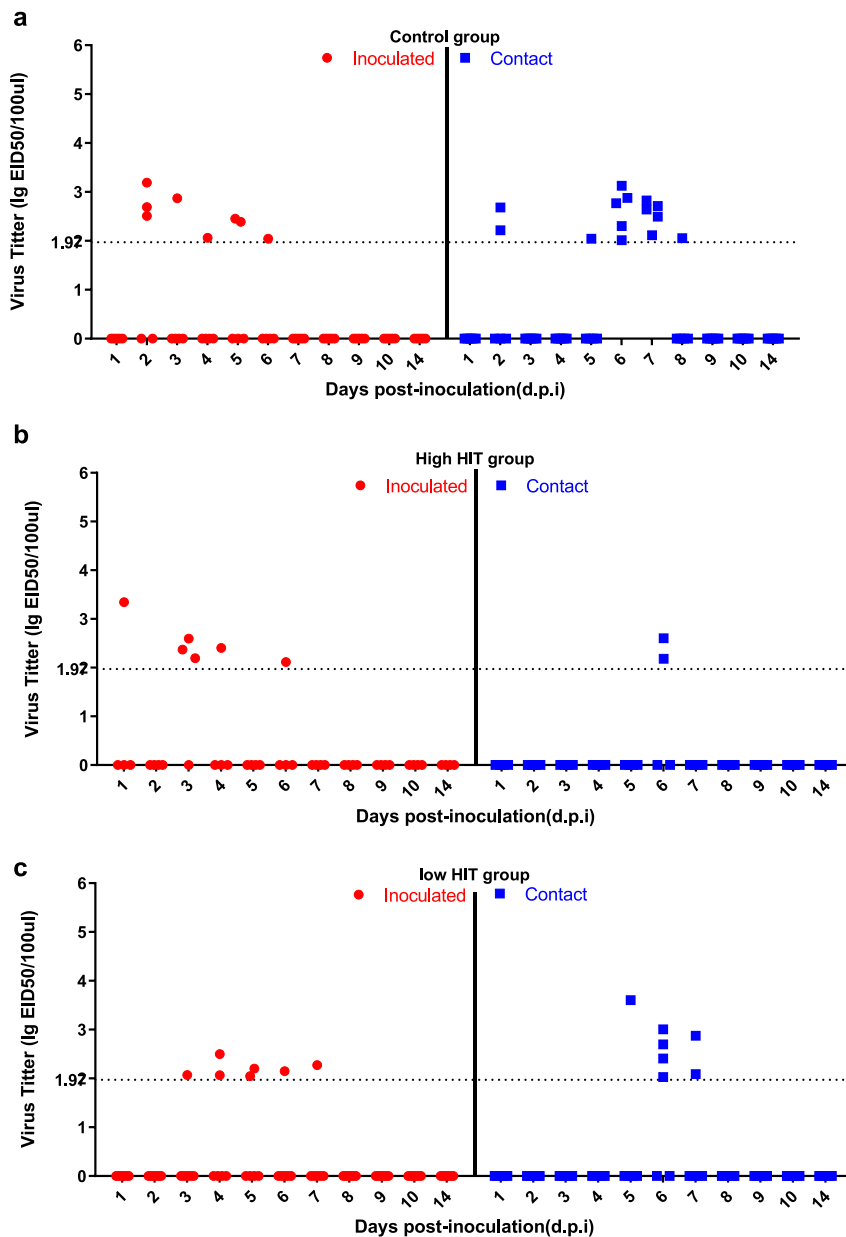 a
Control group
Inoculated Contact
Virus Titter (lg EID50/100ul)
6
5
4
3
2
1.92
1
0
1 2 3 4 5 6 7 8 9 10 14 1 2 3 4 5 6 7 8 9 10 14
Days post-inoculation(d.p.i)
b
High HIT group
Inoculated Contact
Virus Titter (lg EID50/100ul)
6
5
4
3
2
1.92
1
0
1 2 3 4 5 6 7 8 9 10 14 1 2 3 4 5 6 7 8 9 10 14
Days post-inoculation(d.p.i)
c
low HIT group
Inoculated Contact
Virus Titter (lg EID50/100ul)
6
5
4
3
2
1.92
1
0
1 2 3 4 5 6 7 8 9 10 14 1 2 3 4 5 6 7 8 9 10 14
Days post-inoculation(d.p.i)